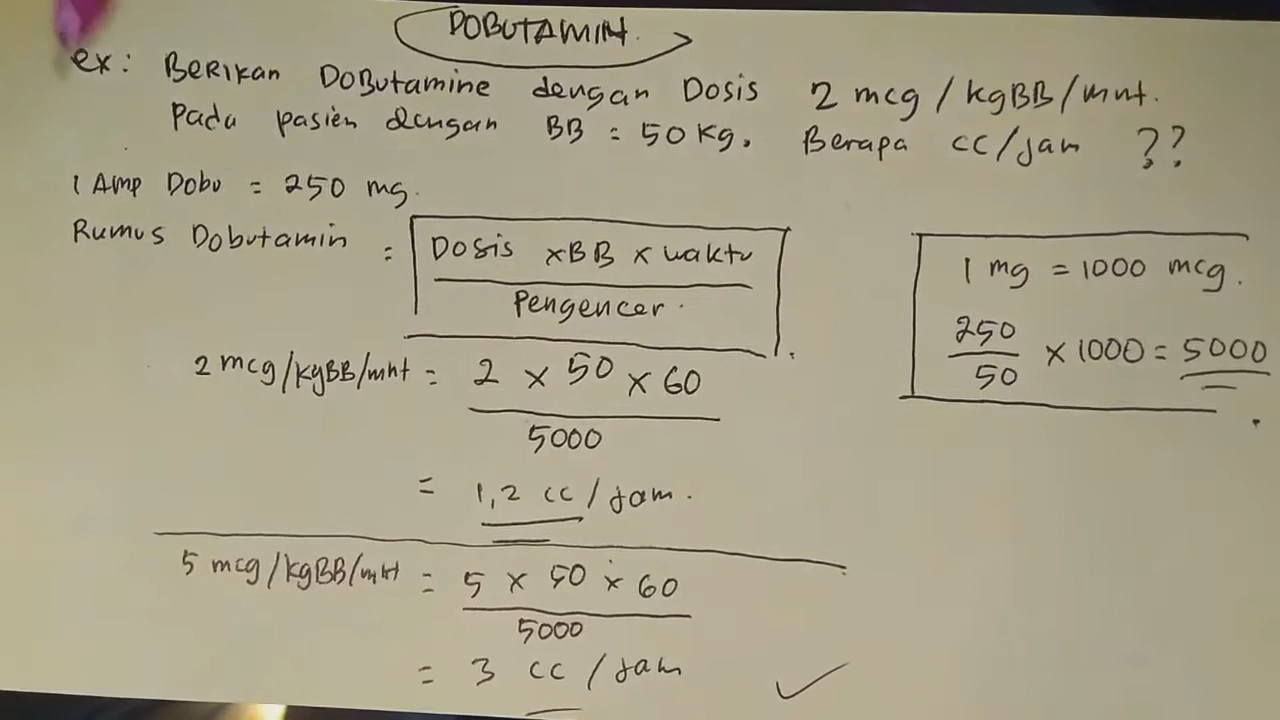 DOBUTAMIN
ex: BERIKAN DOBUtamine dengan Dosis 2 mcg/kgBB/mnt.
Pada pasien dengan BB = 50 Kg. Berapa cc/jam ??
1 Amp Dobu = 250 mg.
Rumus Dobutamin = Dosis x BB x waktu
Pengencer.
1 mg = 1000 mcg.
250
50 x 1000 = 5000
2 mcg/kgBB/mnt = 2 x 50 x 60
5000
= 1,2 cc/jam.
5 mcg/kgBB/mnt = 5 x 50 x 60
5000
= 3 cc/jam